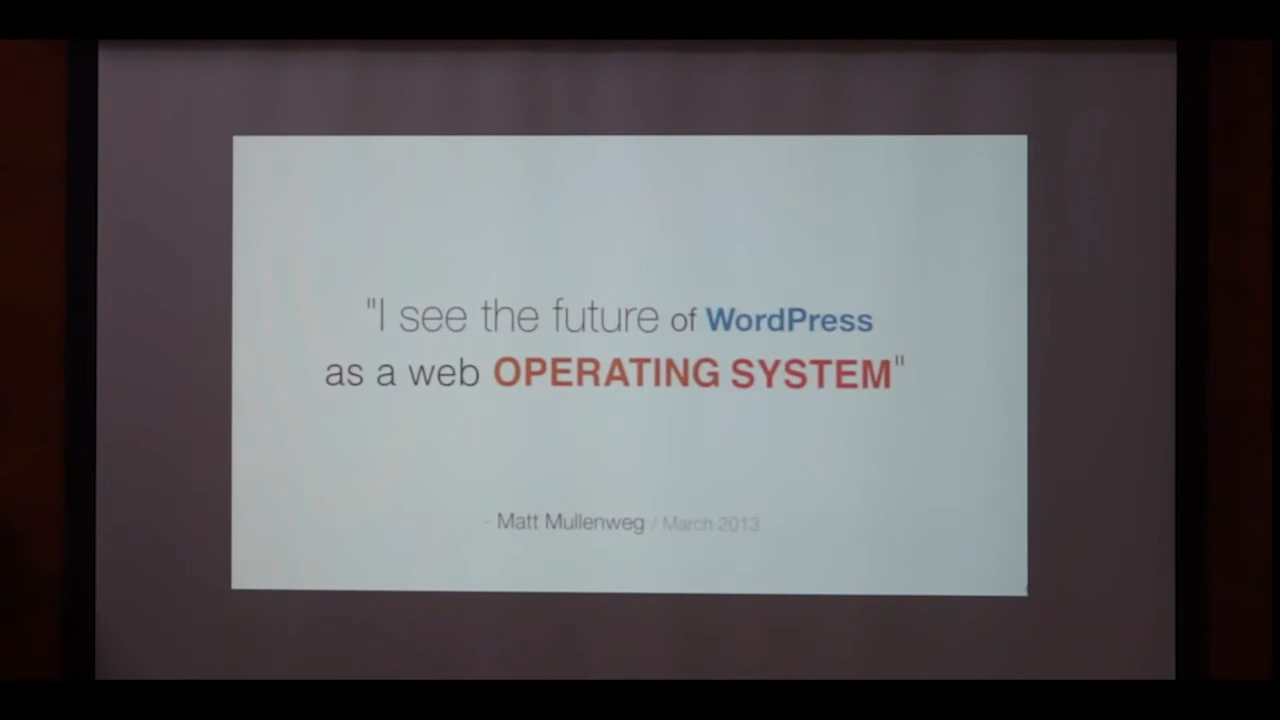 "I see the future of WordPress
as a web OPERATING SYSTEM"
- Matt Mullenweg / March 2013